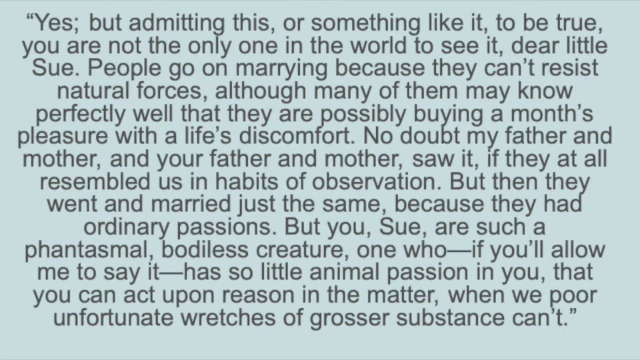 “Yes; but admitting this, or something like it, to be true,
you are not the only one in the world to see it, dear little
Sue. People go on marrying because they can’t resist
natural forces, although many of them may know
perfectly well that they are possibly buying a month’s
pleasure with a life’s discomfort. No doubt my father and
mother, and your father and mother, saw it, if they at all
resembled us in habits of observation. But then they
went and married just the same, because they had
ordinary passions. But you, Sue, are such a
phantasmal, bodiless creature, one who—if you’ll allow
me to say it—has so little animal passion in you, that
you can act upon reason in the matter, when we poor
unfortunate wretches of grosser substance can’t.”